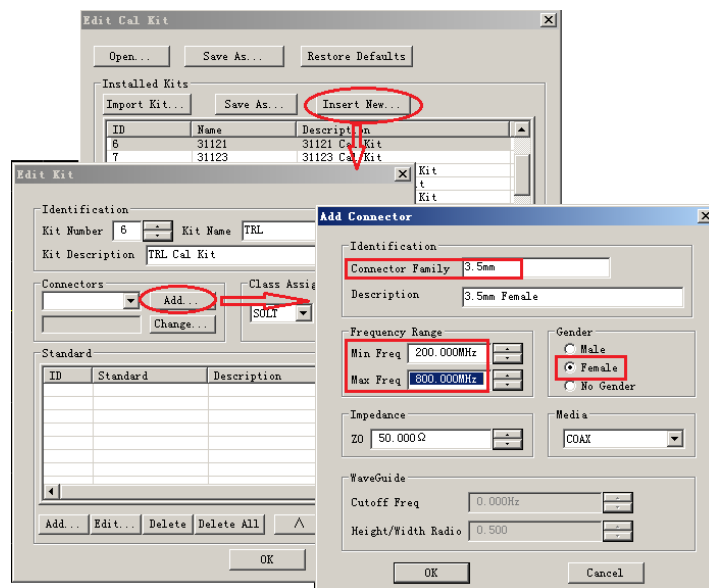 Edit Cal Kit
Open... Save As... Restore Defaults
Installed Kits
Import Kit... Save As... Insert New...
ID Name Description
6 31121 31121 Cal Kit
7 31123 31123 Cal Kit
Kit
Kit
Edit Kit
Identification
Kit Number 6 Kit Name TRL
Kit Description TRL Cal Kit
Connectors
Add...
Change...
Class Assig
SOLT
Standard
ID Standard Description
Add... Edit... Delete Delete All Λ
OK
Add Connector
Identification
Connector Family 3.5mm
Description 3.5mm Female
Frequency Range
Min Freq 200.000MHz
Max Freq 800.000MHz
Gender
Male
Female
No Gender
Impedance
Z0 50.000Ω
Media
COAX
WaveGuide
Cutoff Freq 0.000Hz
Height/Width Radio 0.500
OK Cancel